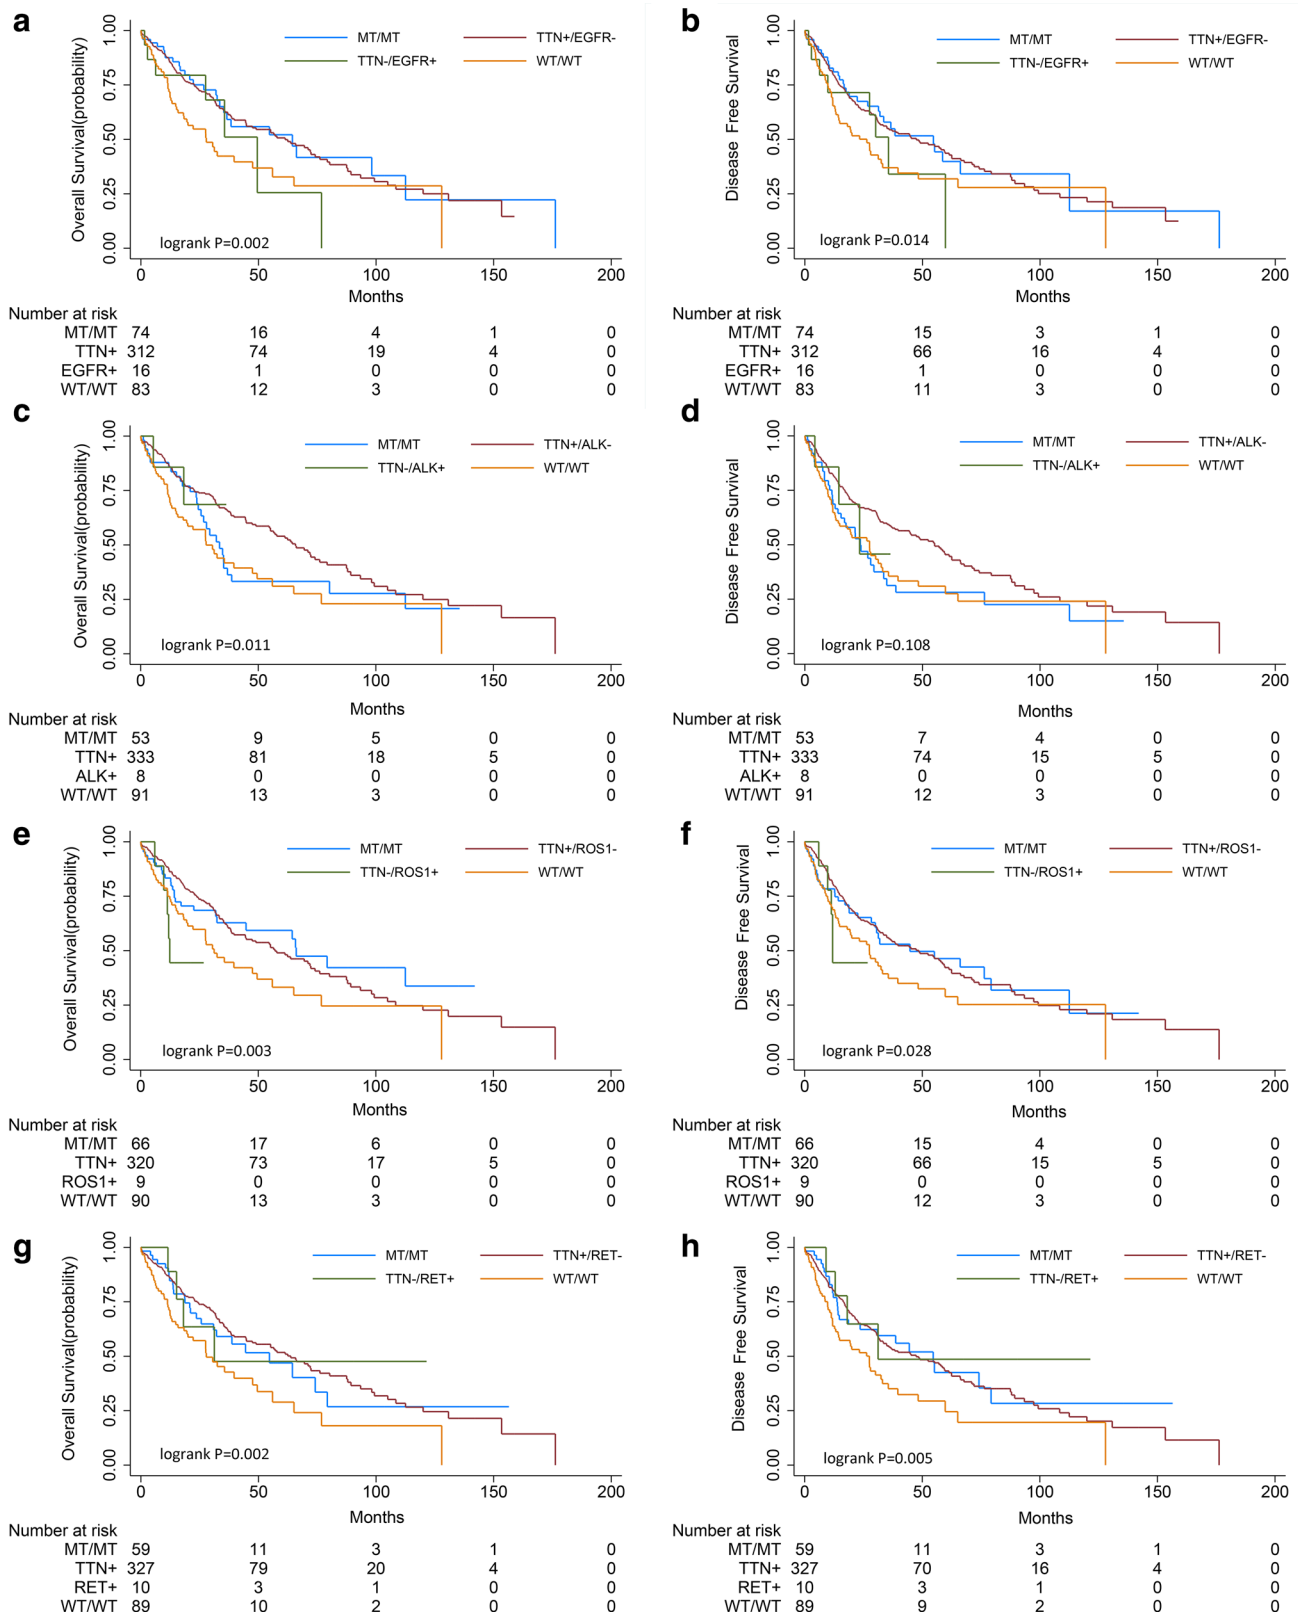 a
Overall Survival(probability)
1.00
0.75
0.50
0.25
0.00
MT/MT TTN+/EGFR-
TTN-/EGFR+ WT/WT
logrank P=0.002
0 50 100 150 200
Months
Number at risk
MT/MT 74 16 4 1 0
TTN+ 312 74 19 4 0
EGFR+ 16 1 0 0 0
WT/WT 83 12 3 0 0
b
Disease Free Survival
1.00
0.75
0.50
0.25
0.00
MT/MT TTN+/EGFR-
TTN-/EGFR+ WT/WT
logrank P=0.014
0 50 100 150 200
Months
Number at risk
MT/MT 74 15 3 1 0
TTN+ 312 66 16 4 0
EGFR+ 16 1 0 0 0
WT/WT 83 11 3 0 0
c
Overall Survival(probability)
1.00
0.75
0.50
0.25
0.00
MT/MT TTN+/ALK-
TTN-/ALK+ WT/WT
logrank P=0.011
0 50 100 150 200
Months
Number at risk
MT/MT 53 9 5 0 0
TTN+ 333 81 18 5 0
ALK+ 8 0 0 0 0
WT/WT 91 13 3 0 0
d
Disease Free Survival
1.00
0.75
0.50
0.25
0.00
MT/MT TTN+/ALK-
TTN-/ALK+ WT/WT
logrank P=0.108
0 50 100 150 200
Months
Number at risk
MT/MT 53 7 4 0 0
TTN+ 333 74 15 5 0
ALK+ 8 0 0 0 0
WT/WT 91 12 3 0 0
e
Overall Survival(probability)
1.00
0.75
0.50
0.25
0.00
MT/MT TTN+/ROS1-
TTN-/ROS1+ WT/WT
logrank P=0.003
0 50 100 150 200
Months
Number at risk
MT/MT 66 17 6 0 0
TTN+ 320 73 17 5 0
ROS1+ 9 0 0 0 0
WT/WT 90 13 3 0 0
f
Disease Free Survival
1.00
0.75
0.50
0.25
0.00
MT/MT TTN+/ROS1-
TTN-/ROS1+ WT/WT
logrank P=0.028
0 50 100 150 200
Months
Number at risk
MT/MT 66 15 4 0 0
TTN+ 320 66 15 5 0
ROS1+ 9 0 0 0 0
WT/WT 90 12 3 0 0
g
Overall Survival(probability)
1.00
0.75
0.50
0.25
0.00
MT/MT TTN+/RET-
TTN-/RET+ WT/WT
logrank P=0.002
0 50 100 150 200
Months
Number at risk
MT/MT 59 11 3 1 0
TTN+ 327 79 20 4 0
RET+ 10 3 1 0 0
WT/WT 89 10 2 0 0
h
Disease Free Survival
1.00
0.75
0.50
0.25
0.00
MT/MT TTN+/RET-
TTN-/RET+ WT/WT
logrank P=0.005
0 50 100 150 200
Months
Number at risk
MT/MT 59 11 3 1 0
TTN+ 327 70 16 4 0
RET+ 10 3 1 0 0
WT/WT 89 9 2 0 0